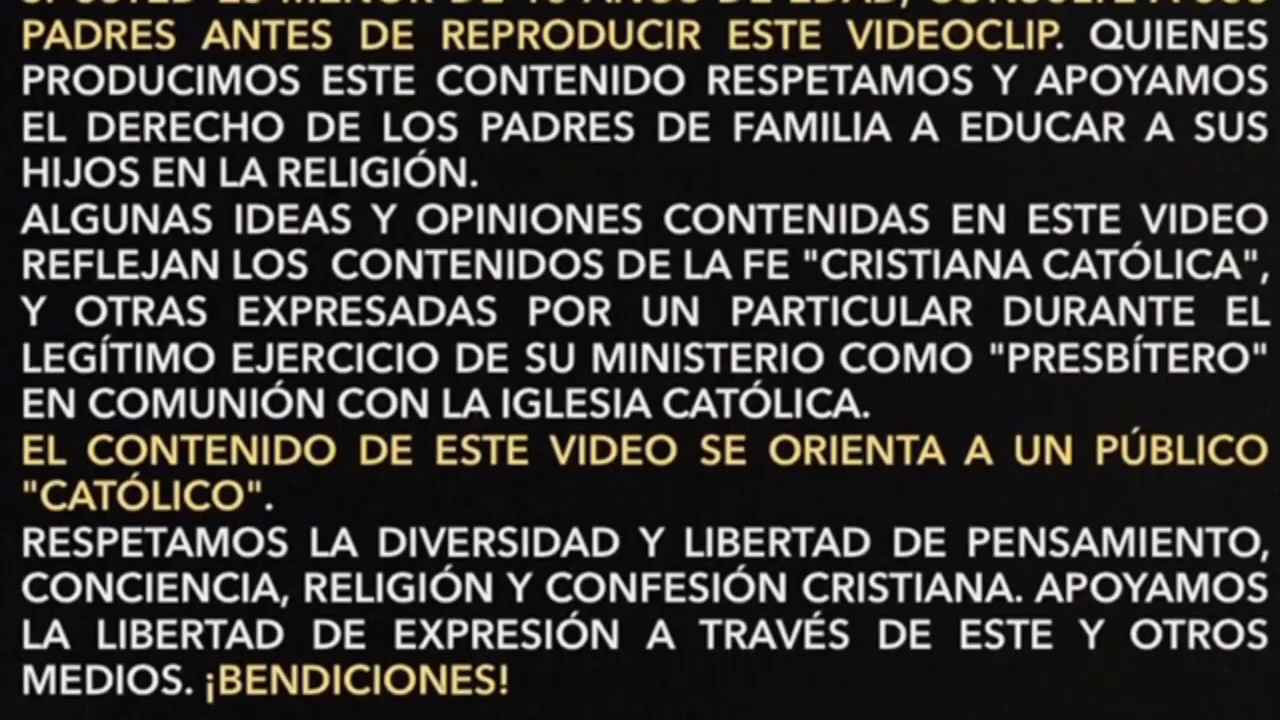 PADRES ANTES DE REPRODUCIR ESTE VIDEOCLIP. QUIENES
PRODUCIMOS ESTE CONTENIDO RESPETAMOS Y APOYAMOS
EL DERECHO DE LOS PADRES DE FAMILIA A EDUCAR A SUS
HIJOS EN LA RELIGIÓN.
ALGUNAS IDEAS Y OPINIONES CONTENIDAS EN ESTE VIDEO
REFLEJAN LOS CONTENIDOS DE LA FE "CRISTIANA CATÓLICA",
Y OTRAS EXPRESADAS POR UN PARTICULAR DURANTE EL
LEGÍTIMO EJERCICIO DE SU MINISTERIO COMO "PRESBÍTERO"
EN COMUNIÓN CON LA IGLESIA CATÓLICA.
EL CONTENIDO DE ESTE VIDEO SE ORIENTA A UN PÚBLICO
"CATÓLICO".
RESPETAMOS LA DIVERSIDAD Y LIBERTAD DE PENSAMIENTO,
CONCIENCIA, RELIGIÓN Y CONFESIÓN CRISTIANA. APOYAMOS
LA LIBERTAD DE EXPRESIÓN A TRAVÉS DE ESTE Y OTROS
MEDIOS. ¡BENDICIONES!